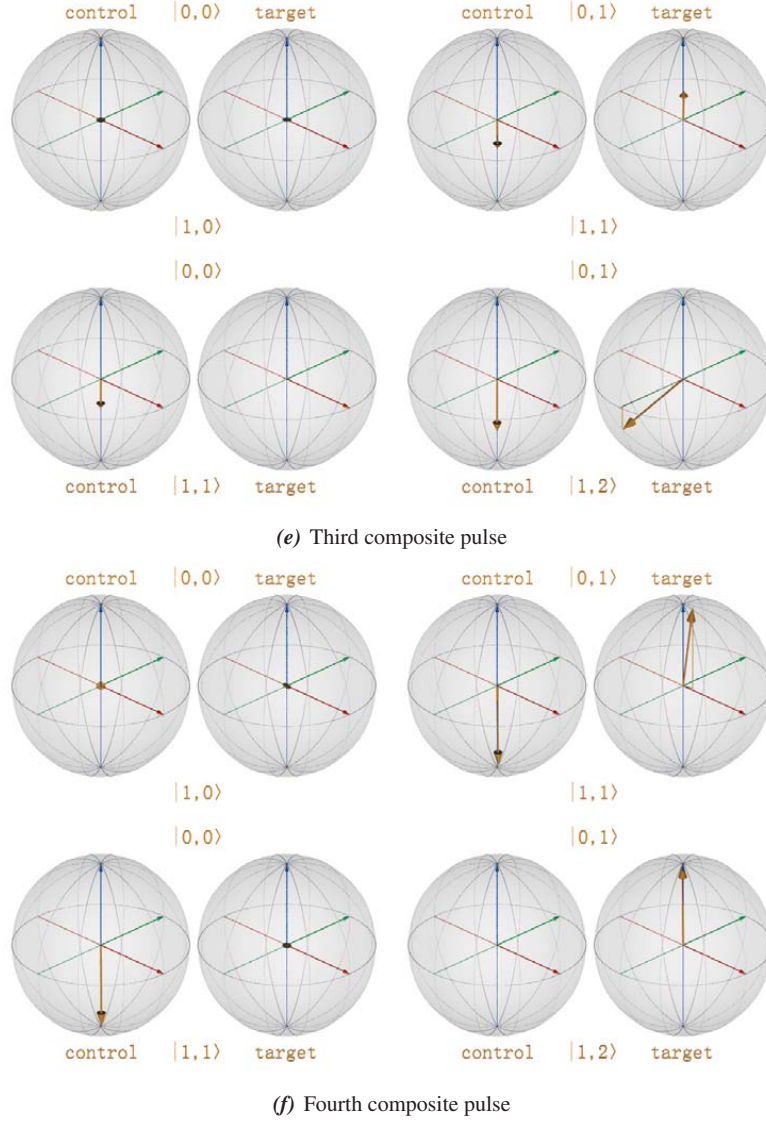 control |0,0⟩ target control |0,1⟩ target
|1,0⟩ |1,1⟩
|0,0⟩ |0,1⟩
control |1,1⟩ target control |1,2⟩ target
(e) Third composite pulse
control |0,0⟩ target control |0,1⟩ target
|1,0⟩ |1,1⟩
|0,0⟩ |0,1⟩
control |1,1⟩ target control |1,2⟩ target
(f) Fourth composite pulse